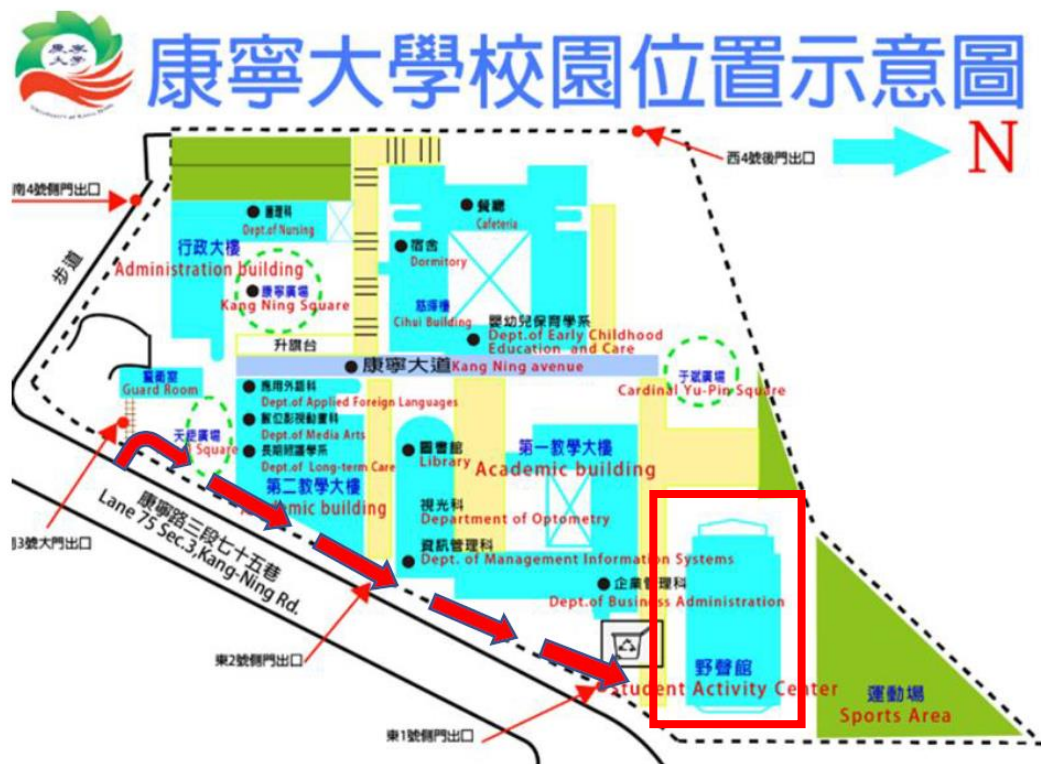 康寧大學
康寧大學校園位置示意圖
N
西4號後門出口
南4號側門出口
步道
護理科
Dept.of Nursing
行政大樓
Administration building
康寧廣場
Kang Ning Square
餐廳
Cafeteria
宿舍
Dormitory
慈暉樓
Cihui Building
嬰幼兒保育學系
Dept.of Early Childhood
Education and Care
升旗台
康寧大道 Kang Ning avenue
于斌廣場
Cardinal Yu-Pin Square
警衛室
Guard Room
天使廣場
Square
應用外語科
Dept.of Applied Foreign Languages
數位影視動畫科
Dept.of Media Arts
長期照護學系
Dept.of Long-term Care
第二教學大樓
building
圖書館
Library
第一教學大樓
Academic building
視光科
Department of Optometry
資訊管理科
Dept. of Management Information Systems
企業管理科
Dept.of Business Administration
康寧路三段七十五巷
Lane 75 Sec.3,Kang-Ning Rd.
3號大門出口
東2號側門出口
東1號側門出口
野聲館
Student Activity Center
運動場
Sports Area